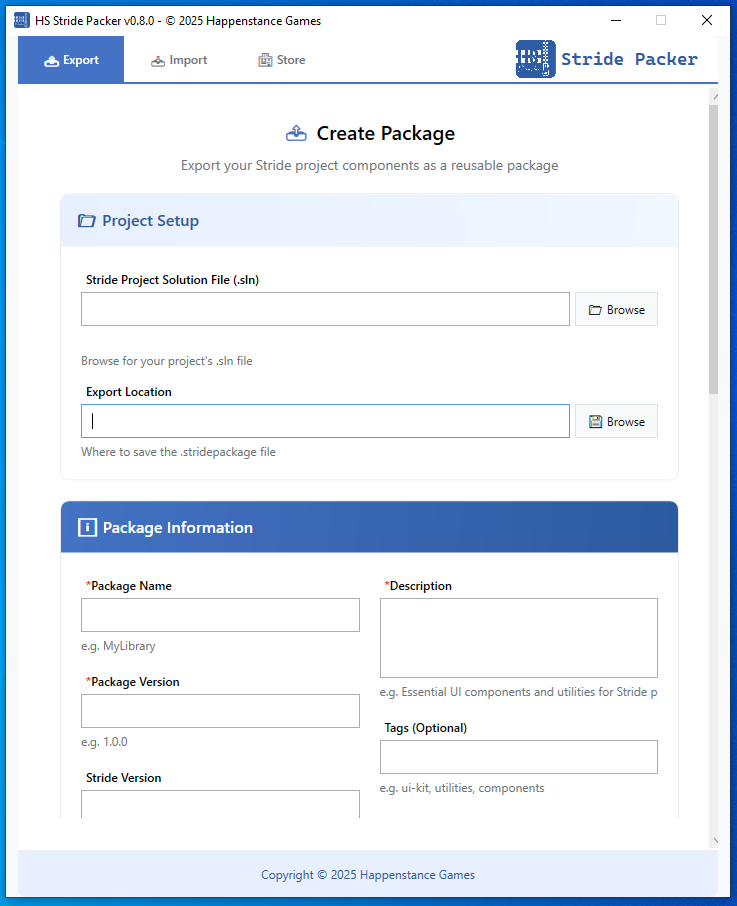 HS Stride Packer v0.8.0 - © 2025 Happenstance Games
Export
Import
Store
Stride Packer
Create Package
Export your Stride project components as a reusable package
Project Setup
Stride Project Solution File (.sln)
Browse
Browse for your project's .sln file
Export Location
Browse
Where to save the .stridepackage file
Package Information
*Package Name
e.g. MyLibrary
*Package Version
e.g. 1.0.0
Stride Version
*Description
e.g. Essential UI components and utilities for Stride p
Tags (Optional)
e.g. ui-kit, utilities, components
Copyright © 2025 Happenstance Games